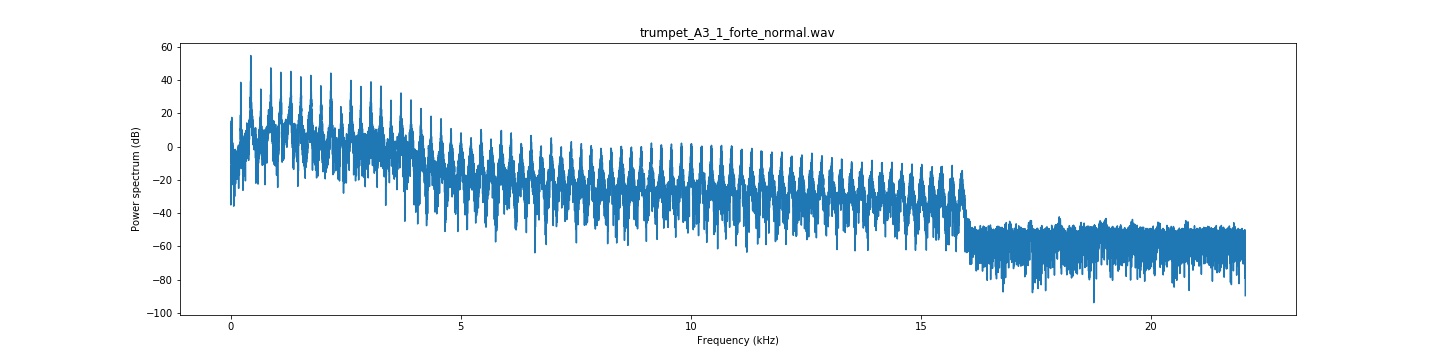 trumpet_A3_1_forte_normal.wav
Power spectrum (dB)
60
40
20
0
−20
−40
−60
−80
−100
0 5 10 15 20
Frequency (kHz)